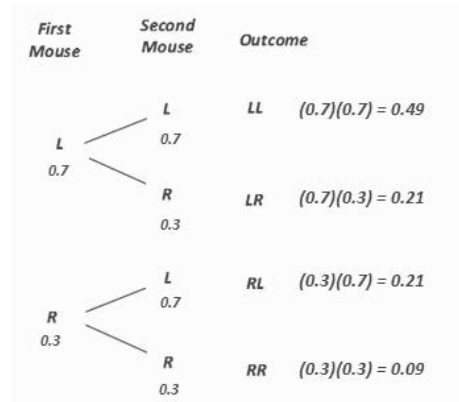 First Mouse
Second Mouse
Outcome
L
0.7
L
0.7
LL (0.7)(0.7) = 0.49
R
0.3
LR (0.7)(0.3) = 0.21
R
0.3
L
0.7
RL (0.3)(0.7) = 0.21
R
0.3
RR (0.3)(0.3) = 0.09